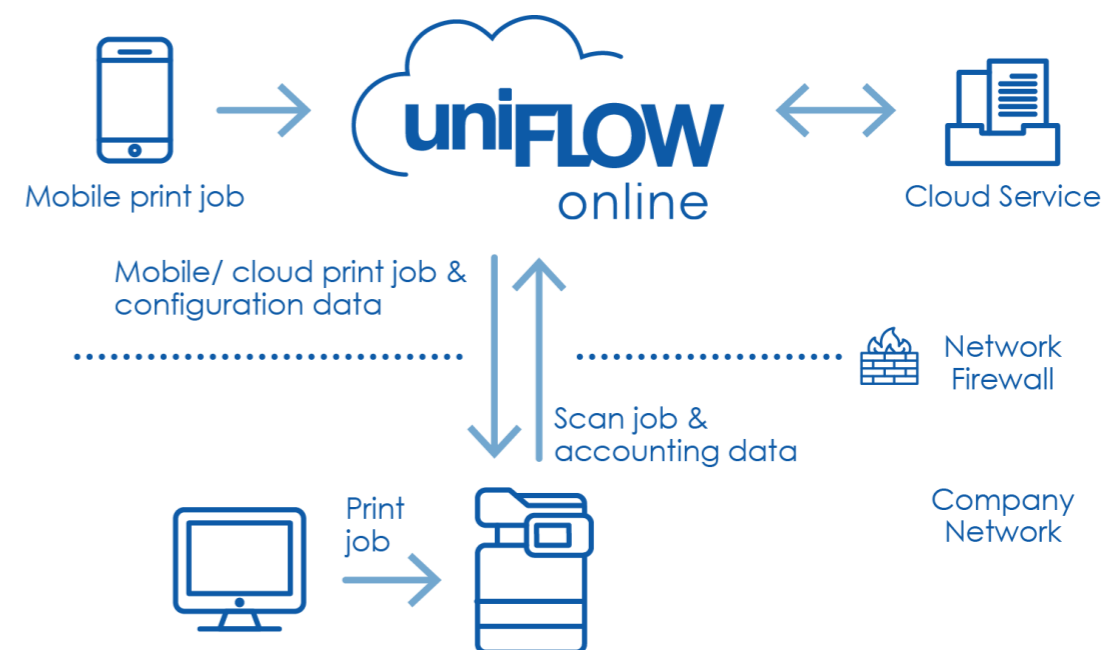 uniFLOW
online
Mobile print job
Cloud Service
Mobile/ cloud print job &
configuration data
Network
Firewall
Scan job &
accounting data
Print
job
Company
Network